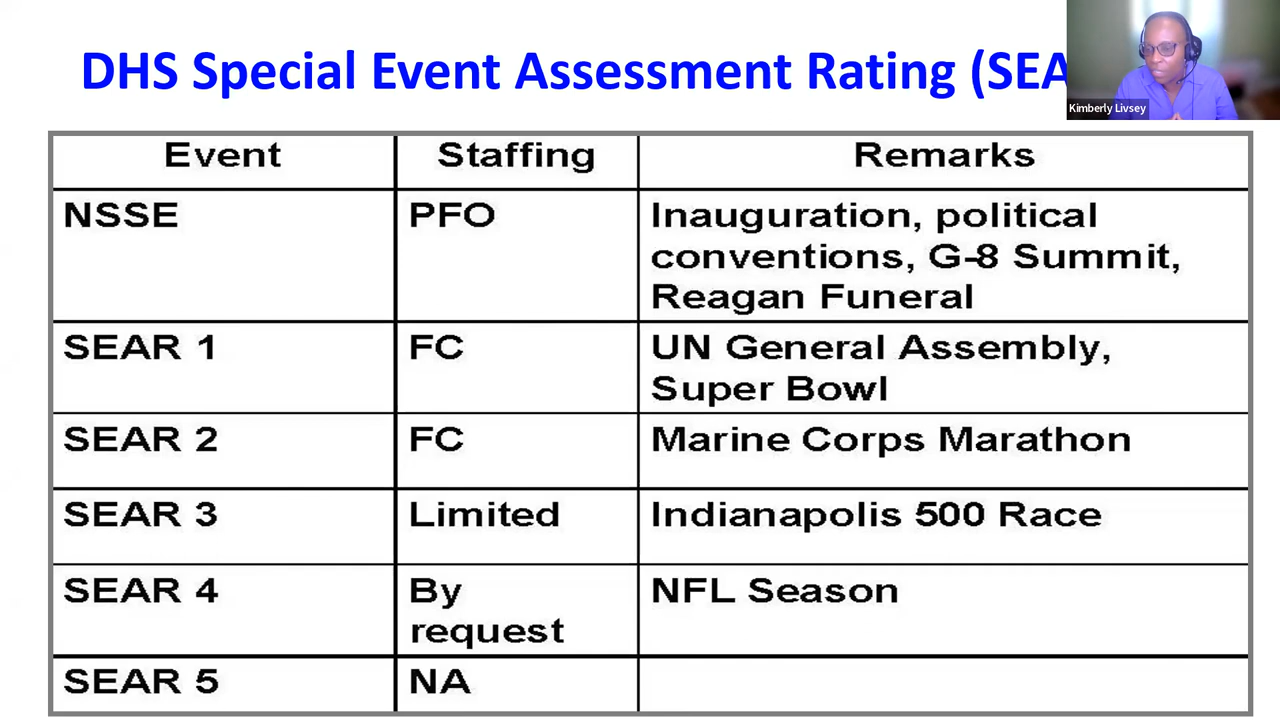 DHS Special Event Assessment Rating (SEA
Kimberly Livsey
Event Staffing Remarks
NSSE PFO Inauguration, political
conventions, G-8 Summit,
Reagan Funeral
SEAR 1 FC UN General Assembly,
Super Bowl
SEAR 2 FC Marine Corps Marathon
SEAR 3 Limited Indianapolis 500 Race
SEAR 4 By NFL Season
request
SEAR 5 NA